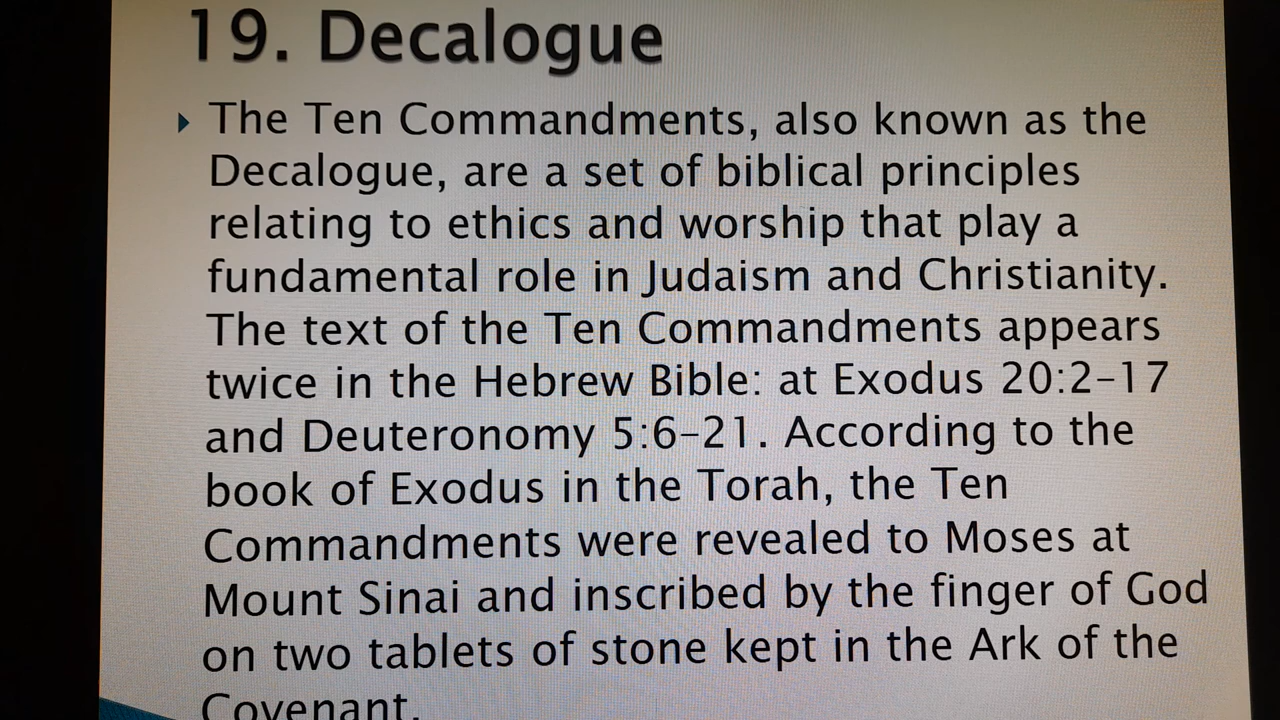 19. Decalogue
The Ten Commandments, also known as the
Decalogue, are a set of biblical principles
relating to ethics and worship that play a
fundamental role in Judaism and Christianity.
The text of the Ten Commandments appears
twice in the Hebrew Bible: at Exodus 20:2–17
and Deuteronomy 5:6–21. According to the
book of Exodus in the Torah, the Ten
Commandments were revealed to Moses at
Mount Sinai and inscribed by the finger of God
on two tablets of stone kept in the Ark of the
Covenant.